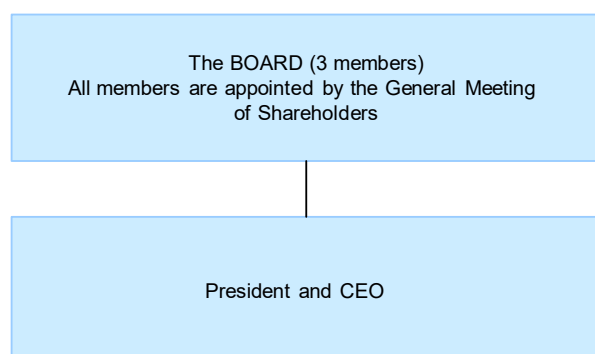 The BOARD (3 members)
All members are appointed by the General Meeting
of Shareholders
President and CEO